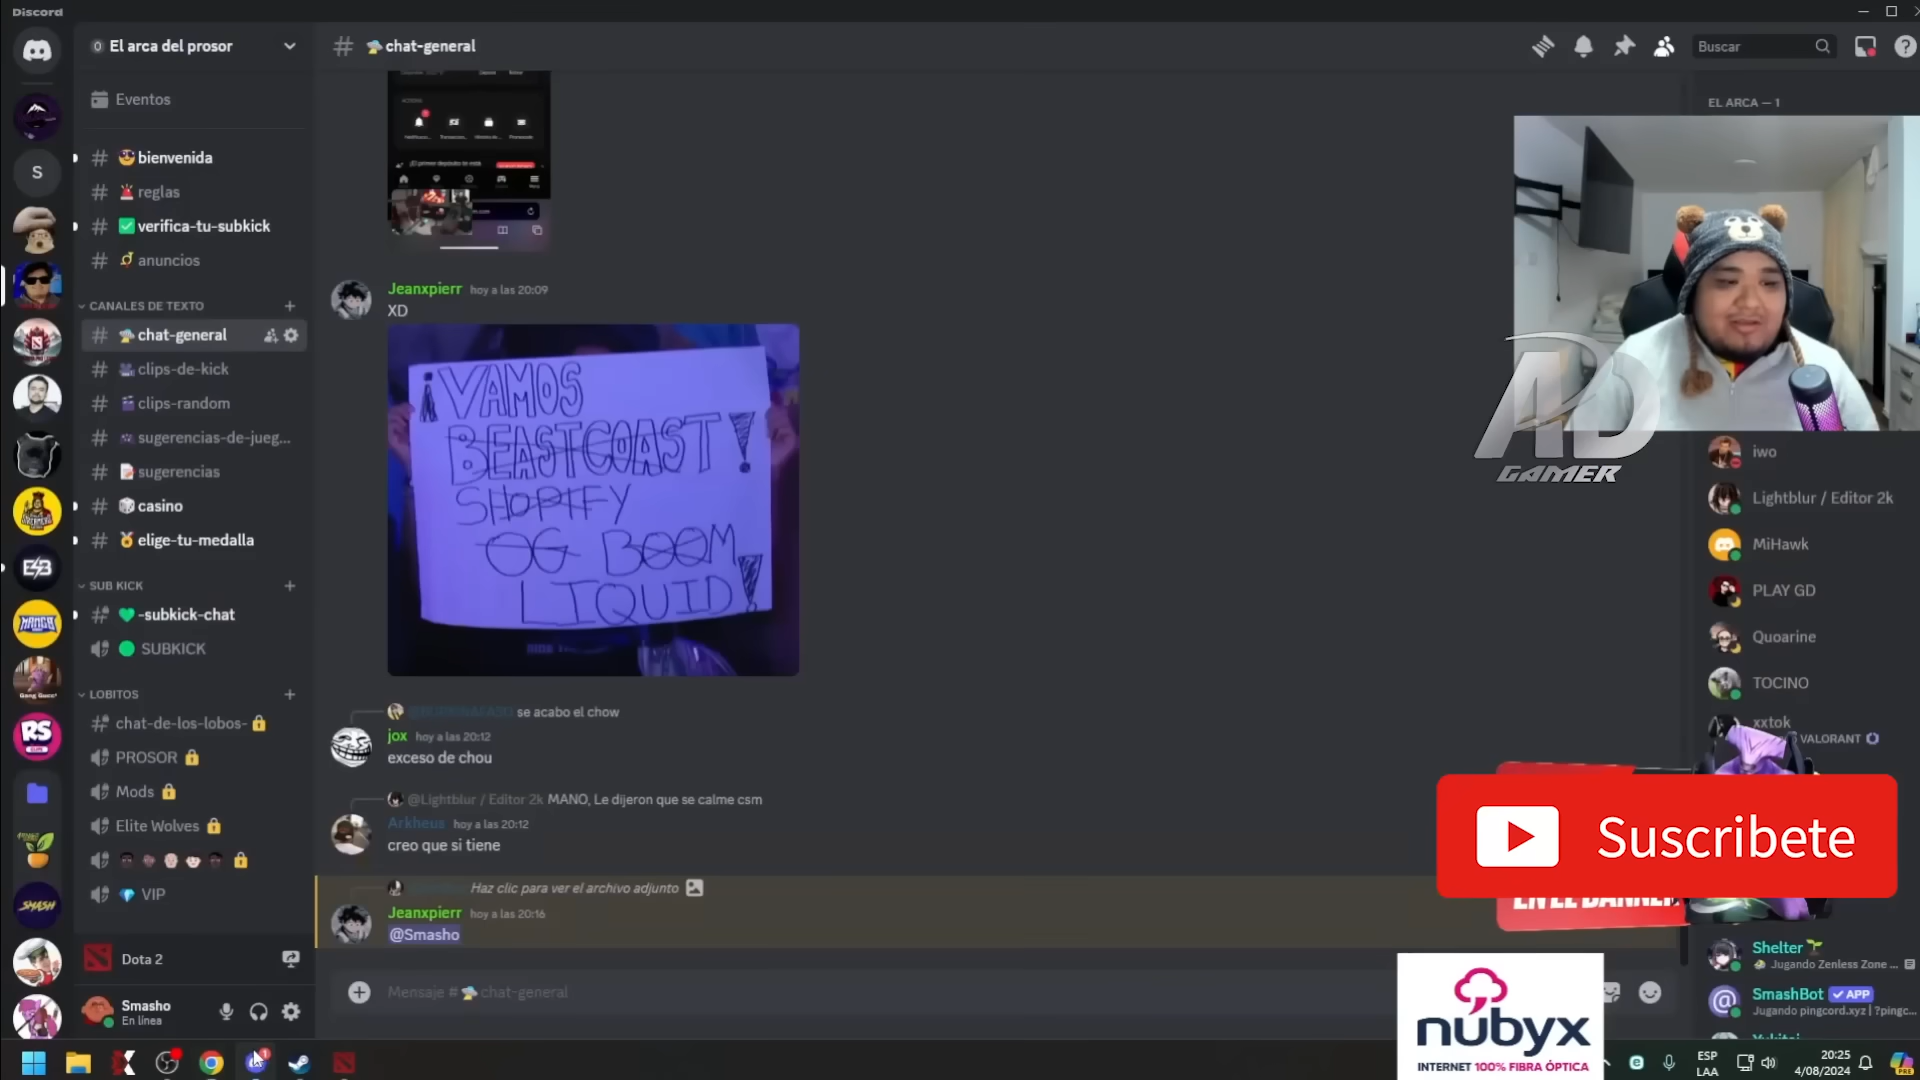 Discord
El arca del prosor
Eventos
bienvenida
reglas
verifica-tu-subkick
anuncios
CANALES DE TEXTO
chat-general
clips-de-kick
clips-random
sugerencias-de-jueg...
sugerencias
casino
elige-tu-medalla
SUB KICK
-subkick-chat
SUBKICK
LOBITOS
chat-de-los-lobos-
PROSOR
Mods
Elite Wolves
VIP
Dota 2
Smasho
En línea
S
RS
SMASH
# chat-general
Buscar
Jeanxpierr hoy a las 20:09
XD
¡VAMOS
BEASTCOAST!
SHOPIFY
OG BOOM
LIQUID!
se acabo el chow
jox hoy a las 20:12
exceso de chou
@Lightblur / Editor 2k MANO, Le dijeron que se calme csm
Arkheus hoy a las 20:12
creo que si tiene
Haz clic para ver el archivo adjunto
Jeanxpierr hoy a las 20:16
@Smasho
Mensaje # chat-general
EL ARCA — 1
AD
GAMER
iwo
Lightblur / Editor 2k
MiHawk
PLAY GD
Quoarine
TOCINO
xxtok
VALORANT
Suscribete
EN EL BANNER
Shelter
Jugando Zenless Zone ...
SmashBot APP
Jugando pingcord.xyz | ?pingc...
nubyx
INTERNET 100% FIBRA ÓPTICA
ESP
LAA
20:25
4/08/2024